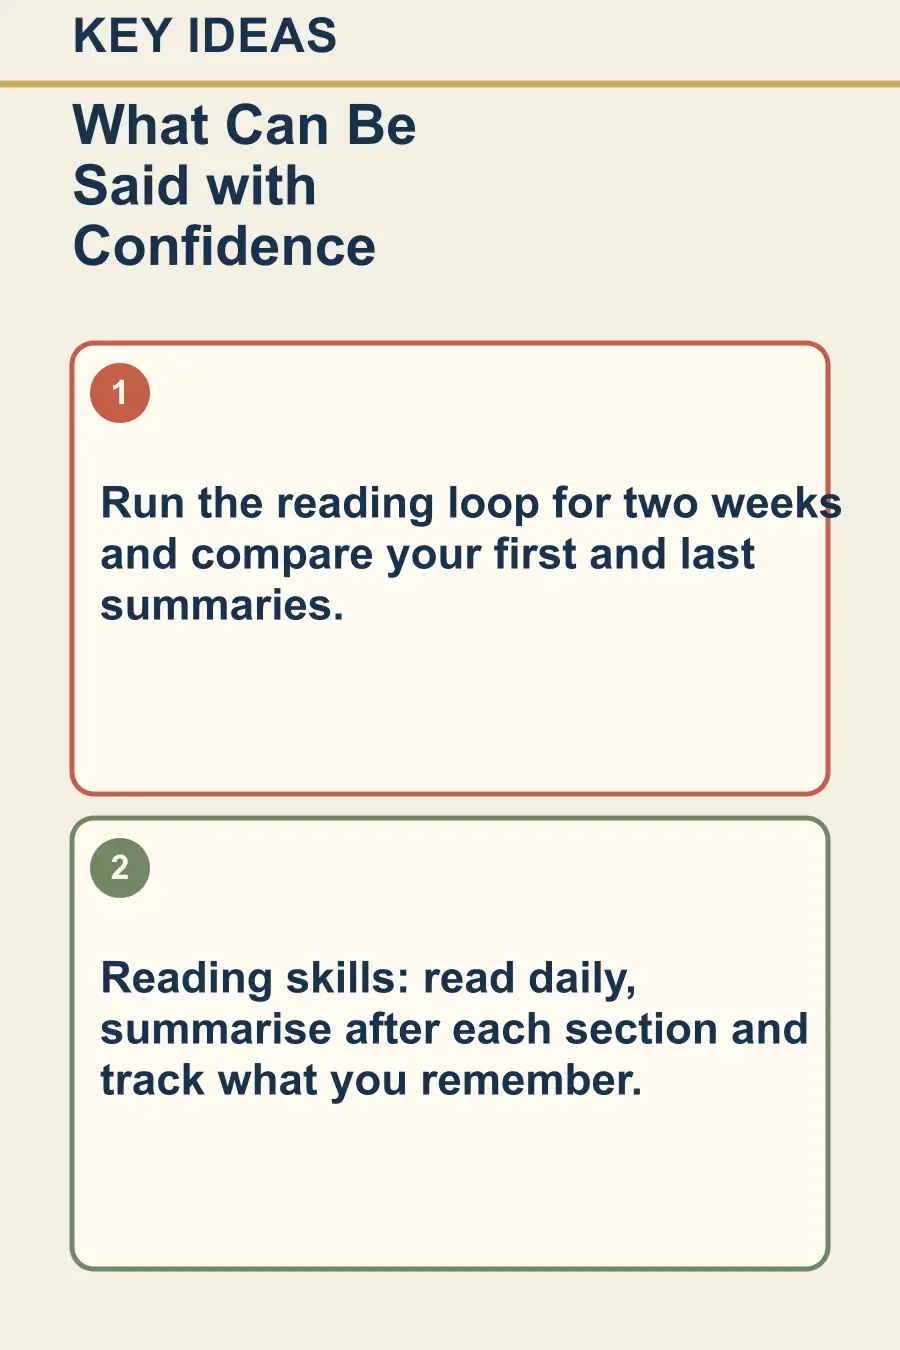 KEY IDEAS
What Can Be
Said with
Confidence
1
Run the reading loop for two weeks
and compare your first and last
summaries.
2
Reading skills: read daily,
summarise after each section and
track what you remember.